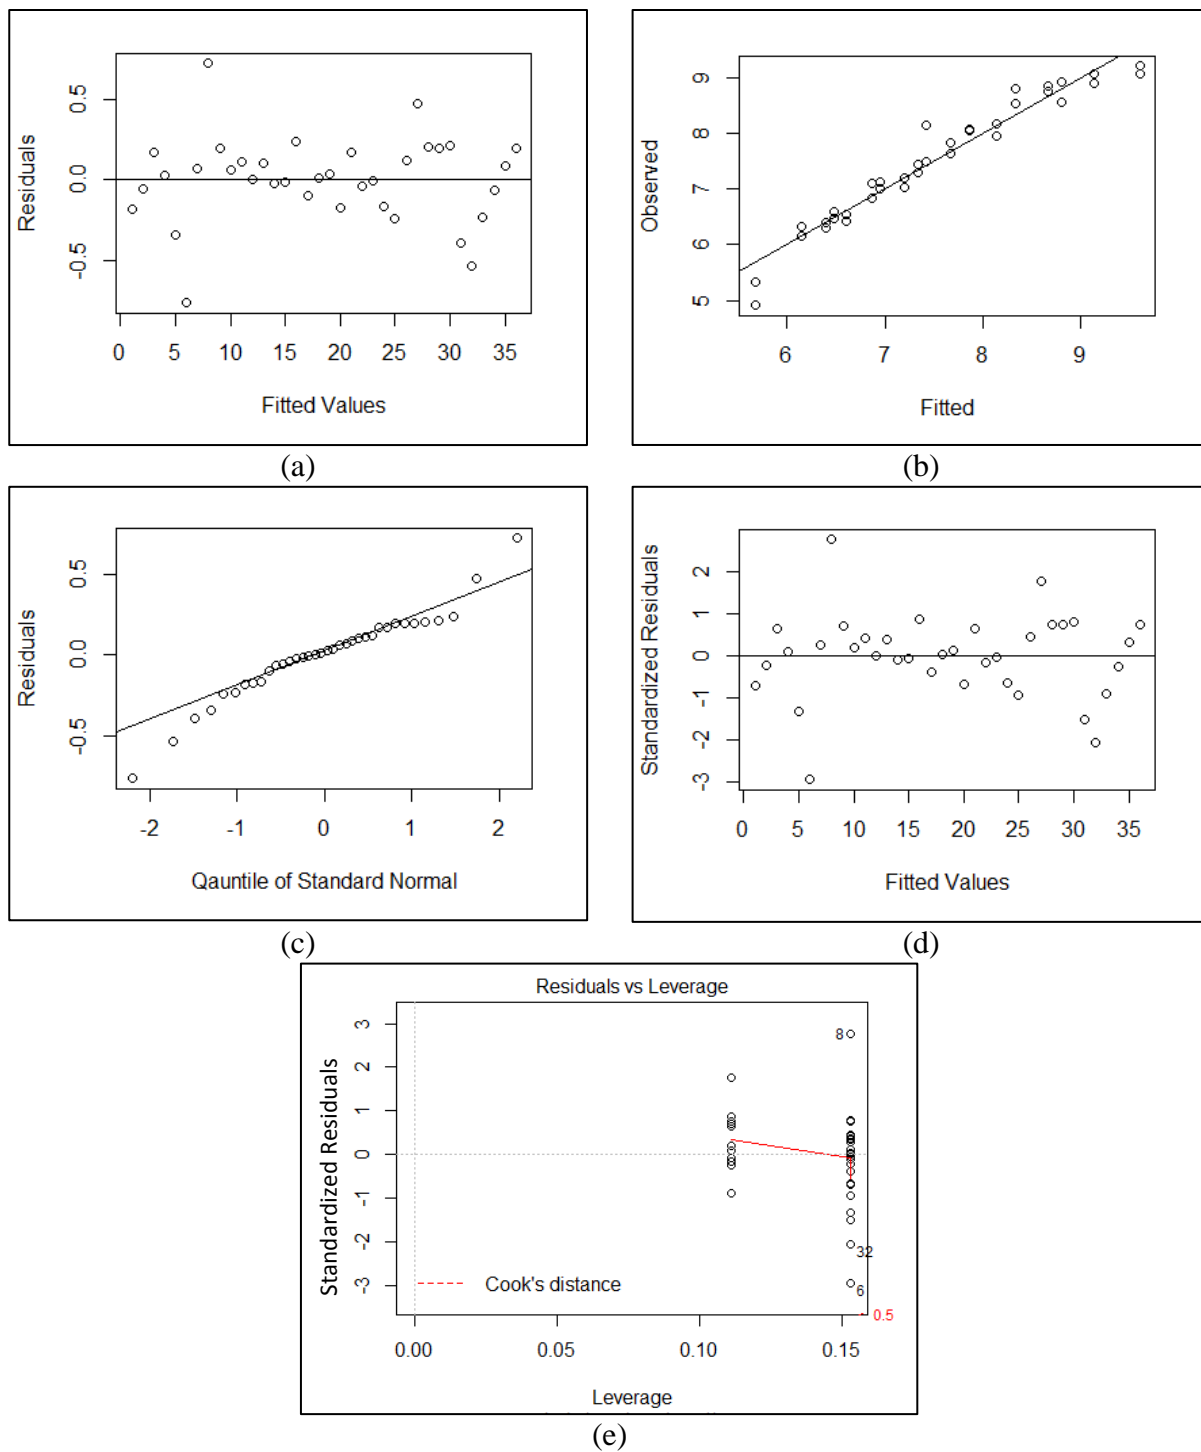 Residuals
0.5
0.0
-0.5
0 5 10 15 20 25 30 35
Fitted Values
(a)
Observed
9
8
7
6
5
6 7 8 9
Fitted
(b)
Residuals
0.5
0.0
-0.5
-2 -1 0 1 2
Qauntile of Standard Normal
(c)
Standardized Residuals
2
1
0
-1
-2
-3
0 5 10 15 20 25 30 35
Fitted Values
(d)
Residuals vs Leverage
Standardized Residuals
3
2
1
0
-1
-2
-3
8
32
6
Cook's distance
0.5
0.00 0.05 0.10 0.15
Leverage
(e)